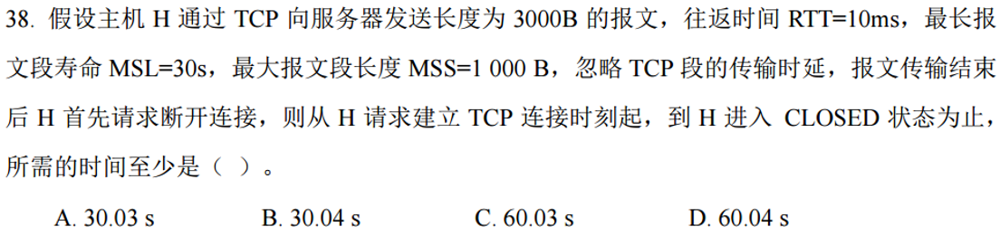 38. 假设主机 H 通过 TCP 向服务器发送长度为 3000B 的报文，往返时间 RTT=10ms，最长报
文段寿命 MSL=30s，最大报文段长度 MSS=1 000 B，忽略 TCP 段的传输时延，报文传输结束
后 H 首先请求断开连接，则从 H 请求建立 TCP 连接时刻起，到 H 进入 CLOSED 状态为止，
所需的时间至少是（ ）。
A. 30.03 s B. 30.04 s C. 60.03 s D. 60.04 s